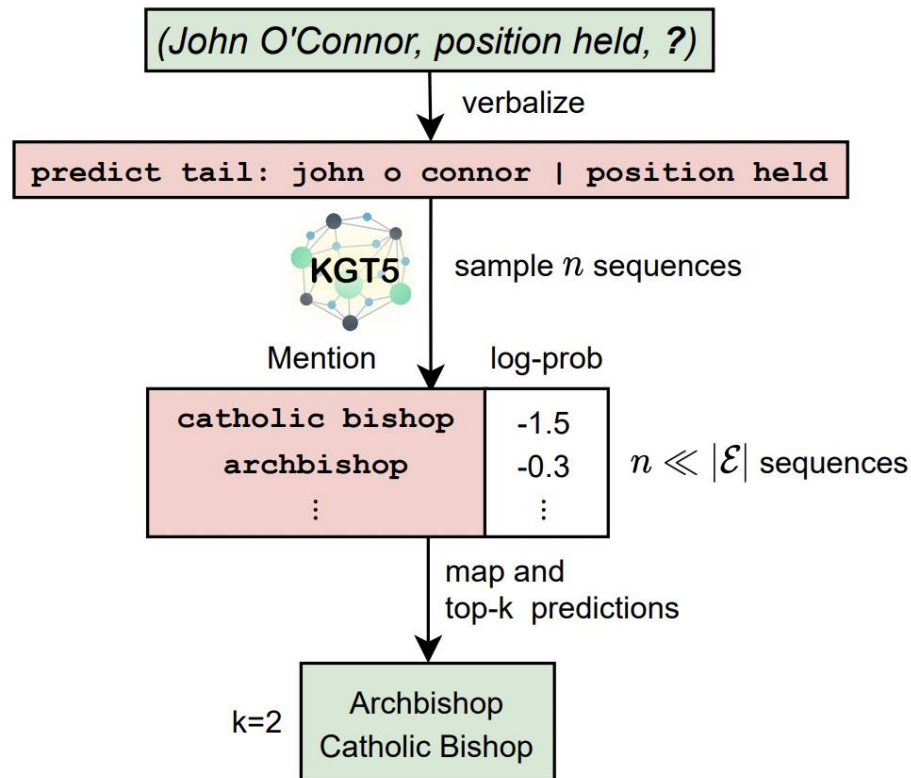 (John O'Connor, position held, ?)
verbalize
predict tail: john o connor | position held
KGT5
sample n sequences
Mention log-prob
catholic bishop -1.5
archbishop -0.3
⋮ ⋮
n ≪ |ℰ| sequences
map and
top-k predictions
k=2
Archbishop
Catholic Bishop